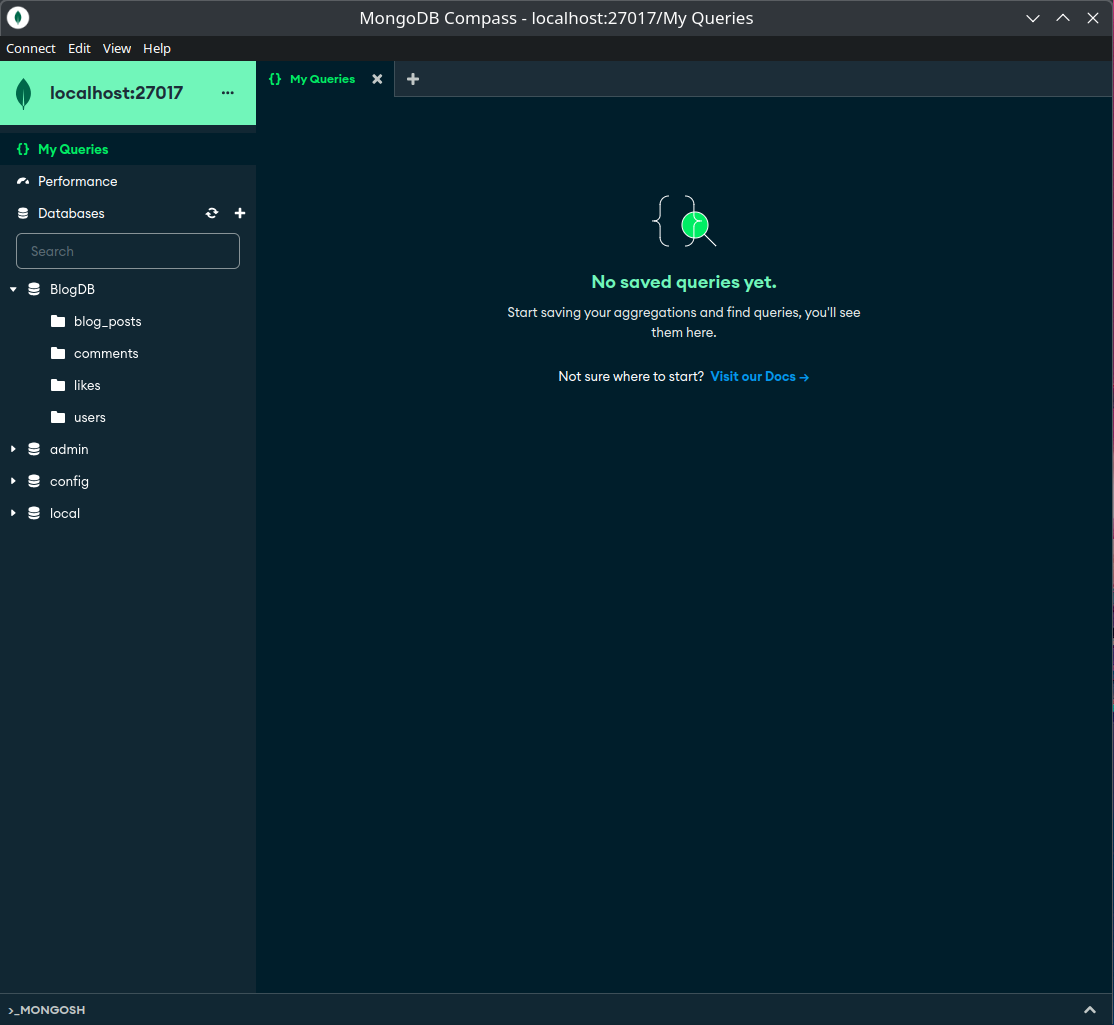 MongoDB Compass - localhost:27017/My Queries
Connect Edit View Help
localhost:27017 ...
{} My Queries
{} My Queries
Performance
Databases
Search
BlogDB
blog_posts
comments
likes
users
admin
config
local
No saved queries yet.
Start saving your aggregations and find queries, you'll see
them here.
Not sure where to start? Visit our Docs →
>_MONGOSH